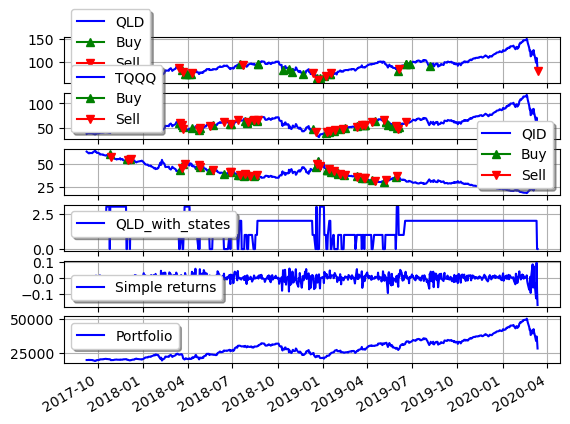 QLD
Buy
Sell
150
100
TQQQ
Buy
Sell
100
50
QID
Buy
Sell
50
25
QLD_with_states
2.5
0.0
Simple returns
0.1
0.0
−0.1
Portfolio
50000
25000
2017-10
2018-01
2018-04
2018-07
2018-10
2019-01
2019-04
2019-07
2019-10
2020-01
2020-04